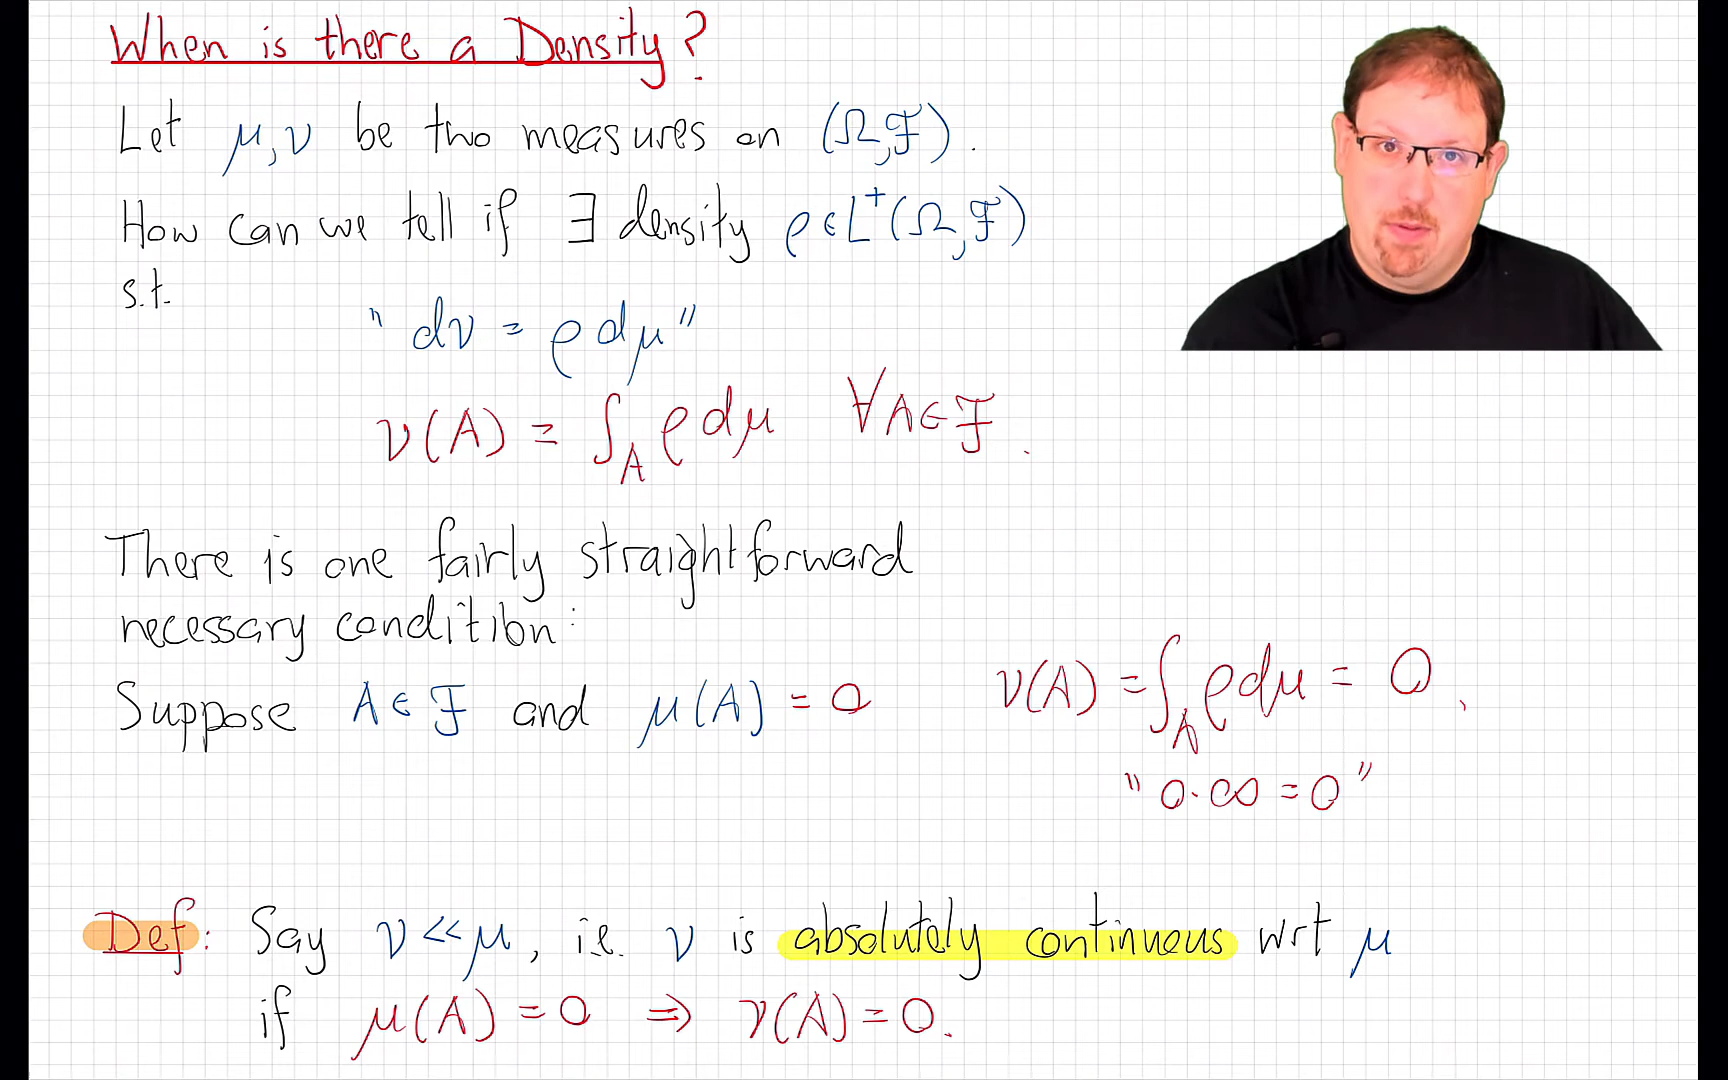 When is there a Density?
Let μ, ν be two measures on (Ω, ℱ).
How can we tell if ∃ density ρ ∈ L⁺(Ω, ℱ)
s.t.
"dν = ρ dμ"
ν(A) = ∫_A ρ dμ ∀A ∈ ℱ.
There is one fairly straightforward
necessary condition:
Suppose A ∈ ℱ and μ(A) = 0 ν(A) = ∫_A ρ dμ = 0.
"0·∞ = 0"
Def: Say ν << μ, i.e. ν is absolutely continuous wrt μ
if μ(A) = 0 ⇒ ν(A) = 0.